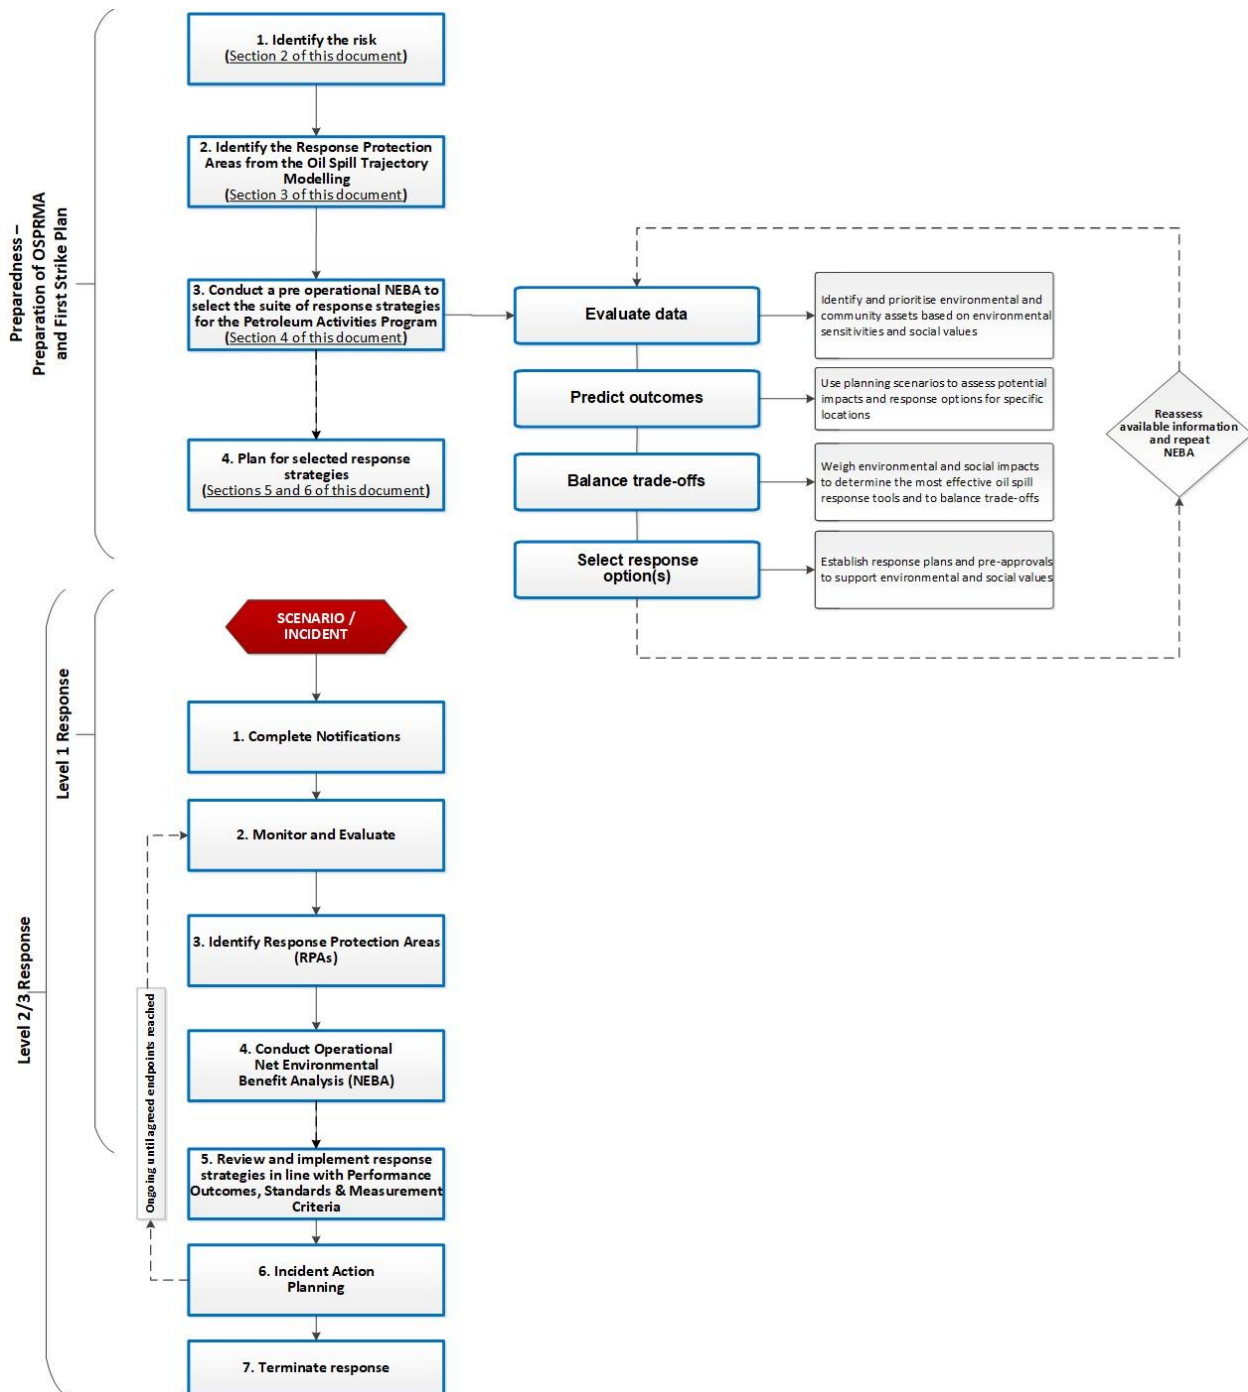 Preparedness –
Preparation of OSPRMA
and First Strike Plan
1. Identify the risk
(Section 2 of this document)
2. Identify the Response Protection
Areas from the Oil Spill Trajectory
Modelling
(Section 3 of this document)
3. Conduct a pre operational NEBA to
select the suite of response strategies
for the Petroleum Activities Program
(Section 4 of this document)
4. Plan for selected response
strategies
(Sections 5 and 6 of this document)
Evaluate data
Identify and prioritise environmental and
community assets based on environmental
sensitivities and social values
Predict outcomes
Use planning scenarios to assess potential
impacts and response options for specific
locations
Balance trade-offs
Weigh environmental and social impacts
to determine the most effective oil spill
response tools and to balance trade-offs
Select response
option(s)
Establish response plans and pre-approvals
to support environmental and social values
Reassess
available information
and repeat
NEBA
Level 2/3 Response
Level 1 Response
SCENARIO /
INCIDENT
1. Complete Notifications
2. Monitor and Evaluate
3. Identify Response Protection Areas
(RPAs)
4. Conduct Operational
Net Environmental
Benefit Analysis (NEBA)
5. Review and implement response
strategies in line with Performance
Outcomes, Standards & Measurement
Criteria
6. Incident Action
Planning
7. Terminate response
Ongoing until agreed endpoints reached